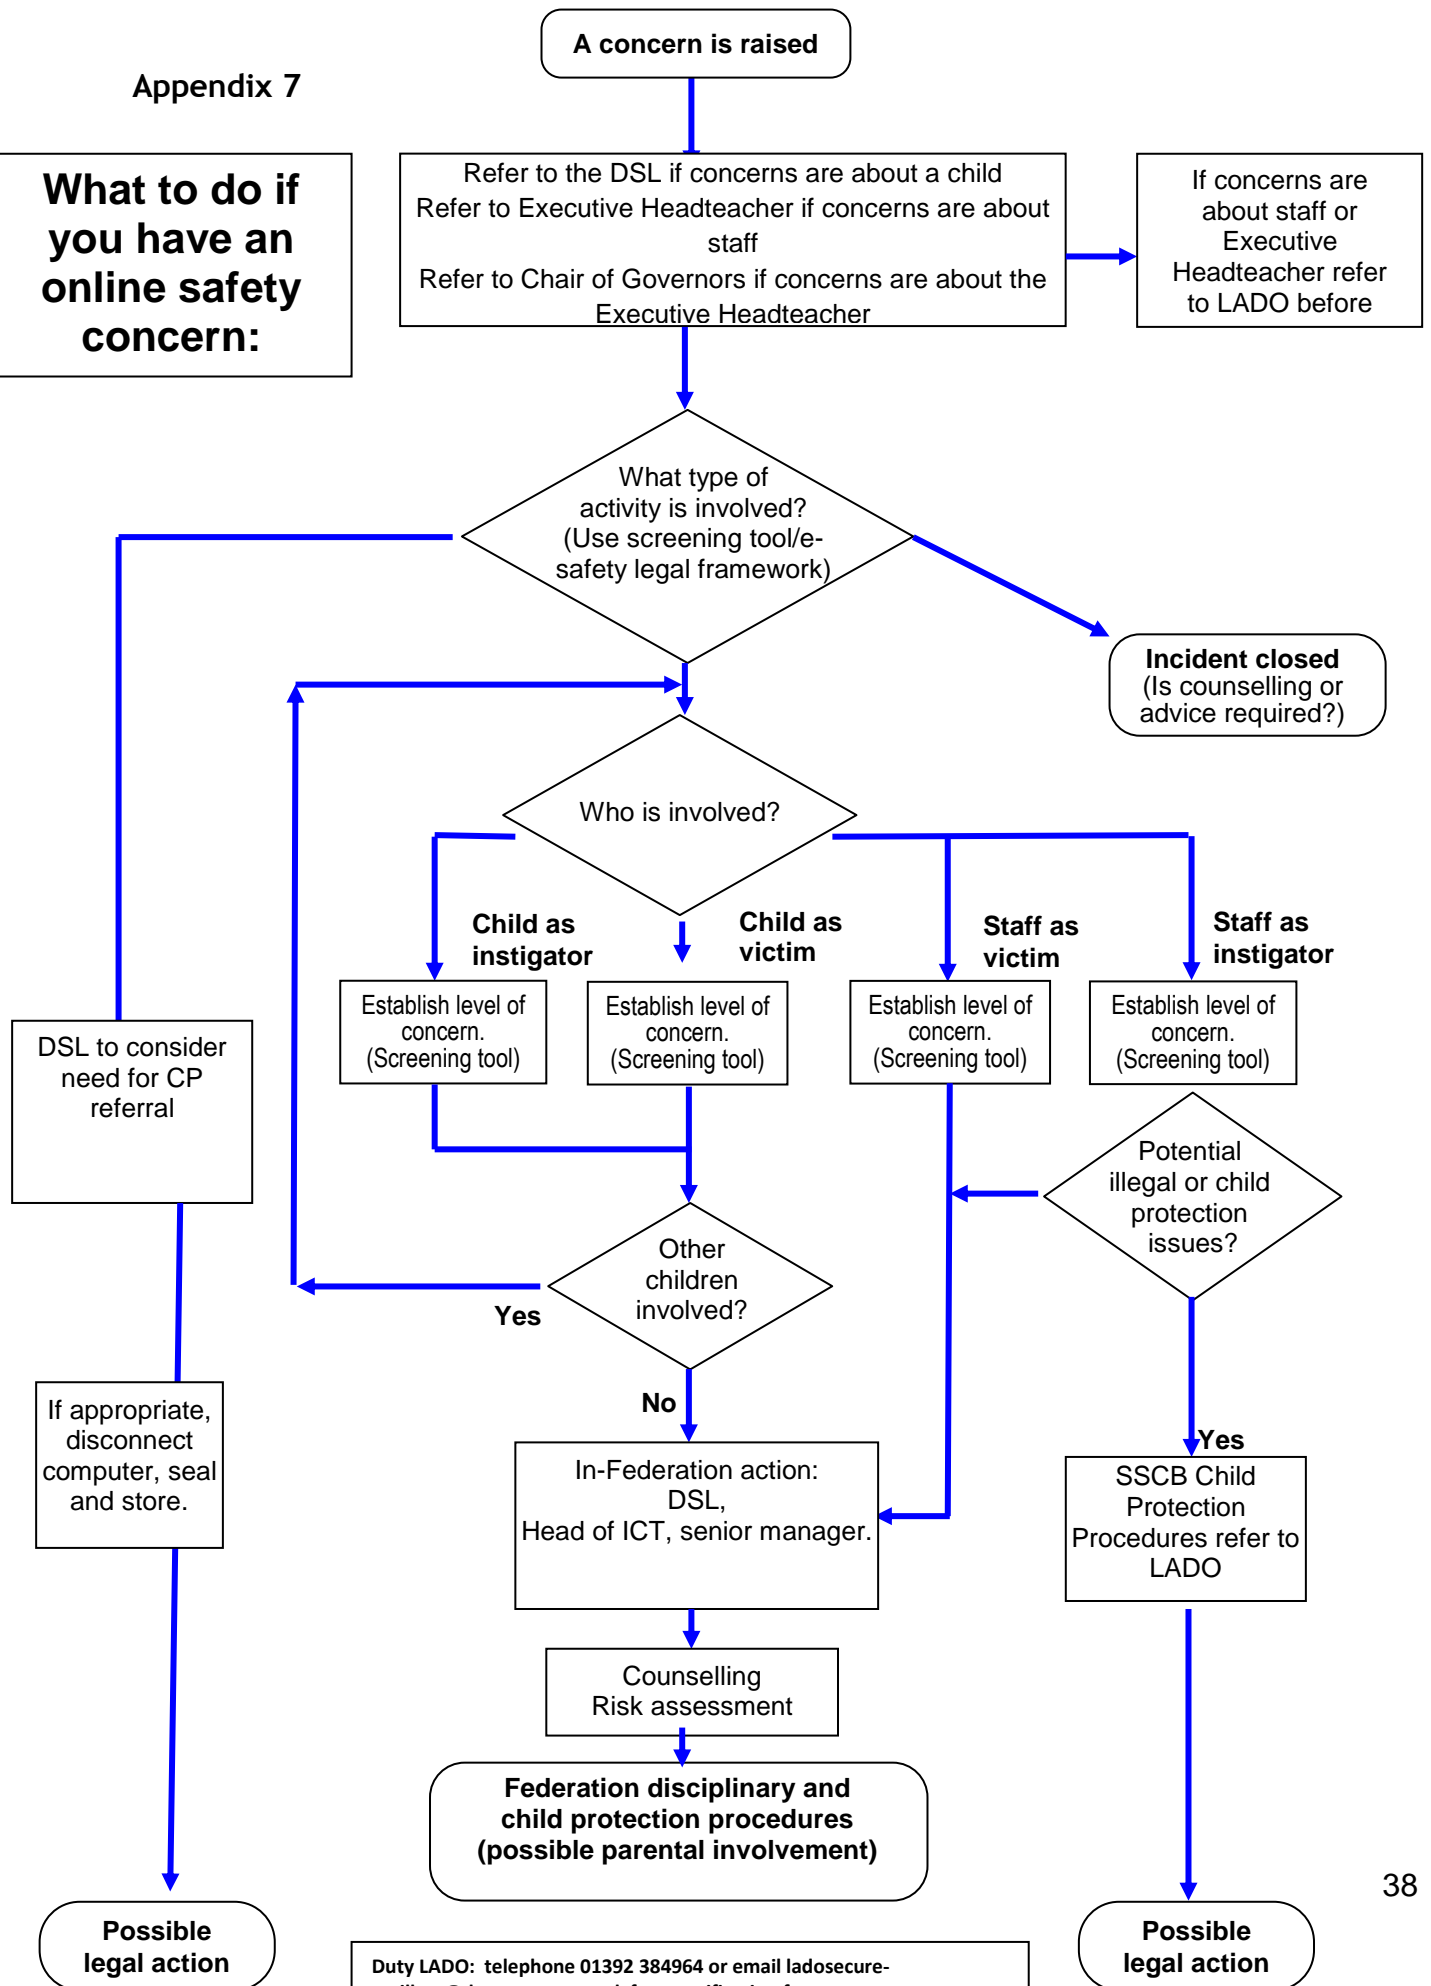 A concern is raised
Appendix 7
What to do if
you have an
online safety
concern:
Refer to the DSL if concerns are about a child
Refer to Executive Headteacher if concerns are about
staff
Refer to Chair of Governors if concerns are about the
Executive Headteacher
If concerns are
about staff or
Executive
Headteacher refer
to LADO before
What type of
activity is involved?
(Use screening tool/e-
safety legal framework)
Incident closed
(Is counselling or
advice required?)
Who is involved?
Child as
instigator
Child as
victim
Staff as
victim
Staff as
instigator
Establish level of
concern.
(Screening tool)
Establish level of
concern.
(Screening tool)
Establish level of
concern.
(Screening tool)
Establish level of
concern.
(Screening tool)
DSL to consider
need for CP
referral
Potential
illegal or child
protection
issues?
Other
children
involved?
Yes
No
Yes
If appropriate,
disconnect
computer, seal
and store.
In-Federation action:
DSL,
Head of ICT, senior manager.
SSCB Child
Protection
Procedures refer to
LADO
Counselling
Risk assessment
Federation disciplinary and
child protection procedures
(possible parental involvement)
38
Possible
legal action
Possible
legal action
Duty LADO: telephone 01392 384964 or email ladosecure-